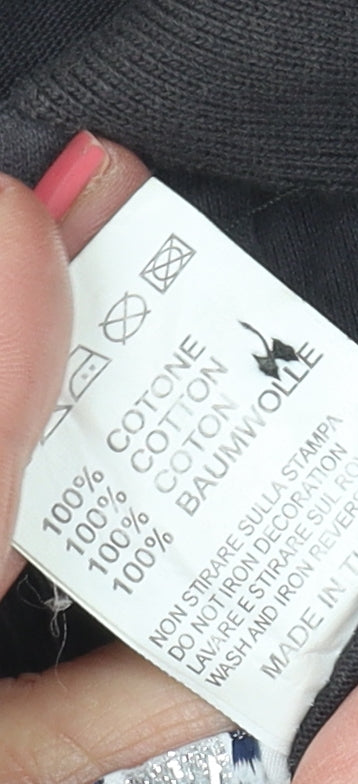 100% COTONE
100% COTTON
100% COTON
100% BAUMWOLLE
NON STIRARE SULLA STAMPA
DO NOT IRON DECORATION
LAVARE E STIRARE SUL
WASH AND IRON
MADE IN